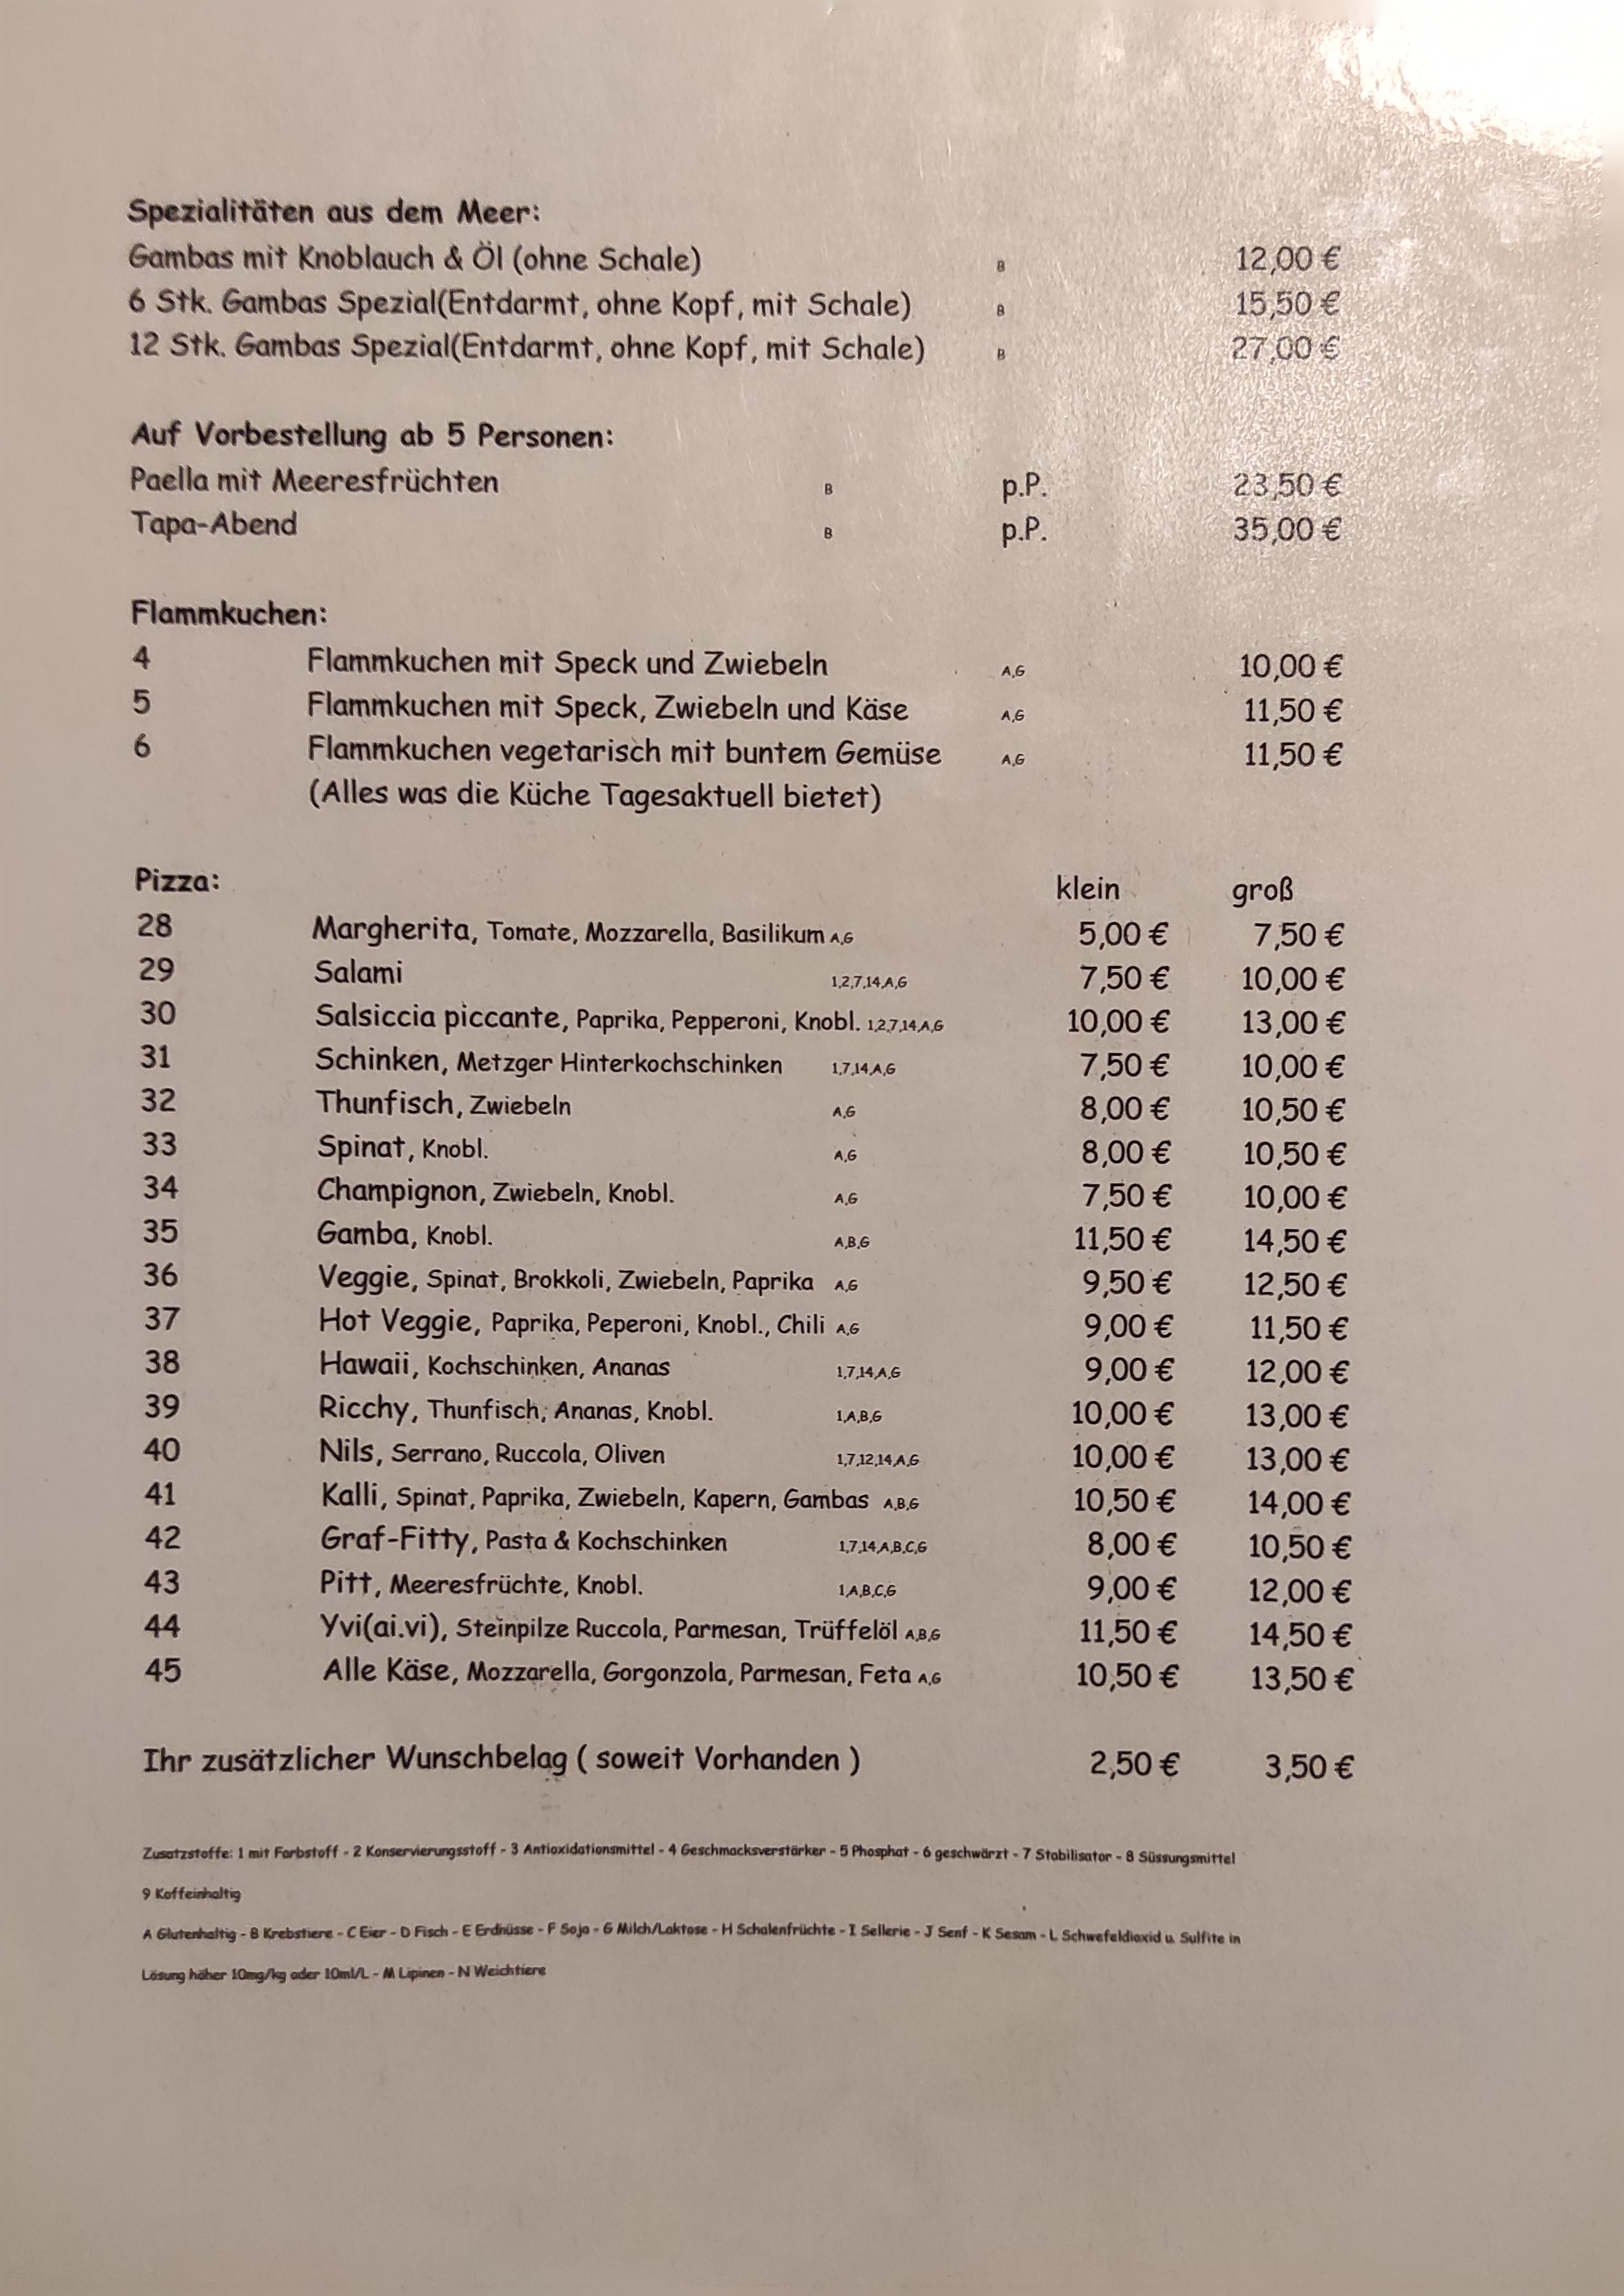 Spezialitäten aus dem Meer:
Gambas mit Knoblauch & Öl (ohne Schale) B 12,00 €
6 Stk. Gambas Spezial(Entdarmt, ohne Kopf, mit Schale) B 15,50 €
12 Stk. Gambas Spezial(Entdarmt, ohne Kopf, mit Schale) B 27,00 €
Auf Vorbestellung ab 5 Personen:
Paella mit Meeresfrüchten B p.P. 23,50 €
Tapa-Abend B p.P. 35,00 €
Flammkuchen:
4 Flammkuchen mit Speck und Zwiebeln A,G 10,00 €
5 Flammkuchen mit Speck, Zwiebeln und Käse A,G 11,50 €
6 Flammkuchen vegetarisch mit buntem Gemüse A,G 11,50 €
(Alles was die Küche Tagesaktuell bietet)
Pizza: klein groß
28 Margherita, Tomate, Mozzarella, Basilikum A,G 5,00 € 7,50 €
29 Salami 1,2,7,14,A,G 7,50 € 10,00 €
30 Salsiccia piccante, Paprika, Pepperoni, Knobl. 1,2,7,14,A,G 10,00 € 13,00 €
31 Schinken, Metzger Hinterkochschinken 1,7,14,A,G 7,50 € 10,00 €
32 Thunfisch, Zwiebeln A,G 8,00 € 10,50 €
33 Spinat, Knobl. A,G 8,00 € 10,50 €
34 Champignon, Zwiebeln, Knobl. A,G 7,50 € 10,00 €
35 Gamba, Knobl. A,B,G 11,50 € 14,50 €
36 Veggie, Spinat, Brokkoli, Zwiebeln, Paprika A,G 9,50 € 12,50 €
37 Hot Veggie, Paprika, Peperoni, Knobl., Chili A,G 9,00 € 11,50 €
38 Hawaii, Kochschinken, Ananas 1,7,14,A,G 9,00 € 12,00 €
39 Ricchy, Thunfisch, Ananas, Knobl. 1,A,B,G 10,00 € 13,00 €
40 Nils, Serrano, Ruccola, Oliven 1,7,12,14,A,G 10,00 € 13,00 €
41 Kalli, Spinat, Paprika, Zwiebeln, Kapern, Gambas A,B,G 10,50 € 14,00 €
42 Graf-Fitty, Pasta & Kochschinken 1,7,14,A,B,C,G 8,00 € 10,50 €
43 Pitt, Meeresfrüchte, Knobl. 1,A,B,C,G 9,00 € 12,00 €
44 Yvi(ai.vi), Steinpilze Ruccola, Parmesan, Trüffelöl A,B,G 11,50 € 14,50 €
45 Alle Käse, Mozzarella, Gorgonzola, Parmesan, Feta A,G 10,50 € 13,50 €
Ihr zusätzlicher Wunschbelag ( soweit Vorhanden ) 2,50 € 3,50 €
Zusatzstoffe: 1 mit Farbstoff - 2 Konservierungsstoff - 3 Antioxidationsmittel - 4 Geschmacksverstärker - 5 Phosphat - 6 geschwärzt - 7 Stabilisator - 8 Süssungsmittel
9 Koffeinhaltig
A Glutenhaltig - B Krebstiere - C Eier - D Fisch - E Erdnüsse - F Soja - G Milch/Laktose - H Schalenfrüchte - I Sellerie - J Senf - K Sesam - L Schwefeldioxid u. Sulfite in
Lösung höher 10mg/kg oder 10ml/L - M Lipinen - N Weichtiere